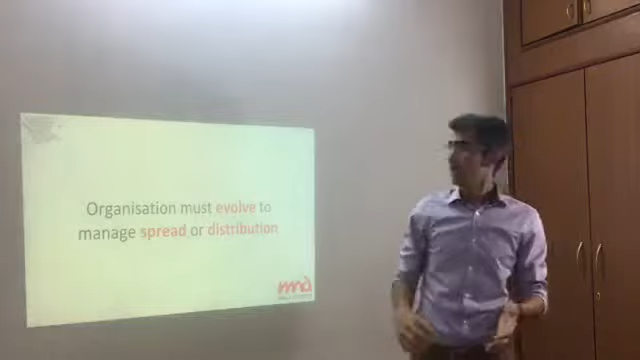 Organisation must evolve to
manage spread or distribution